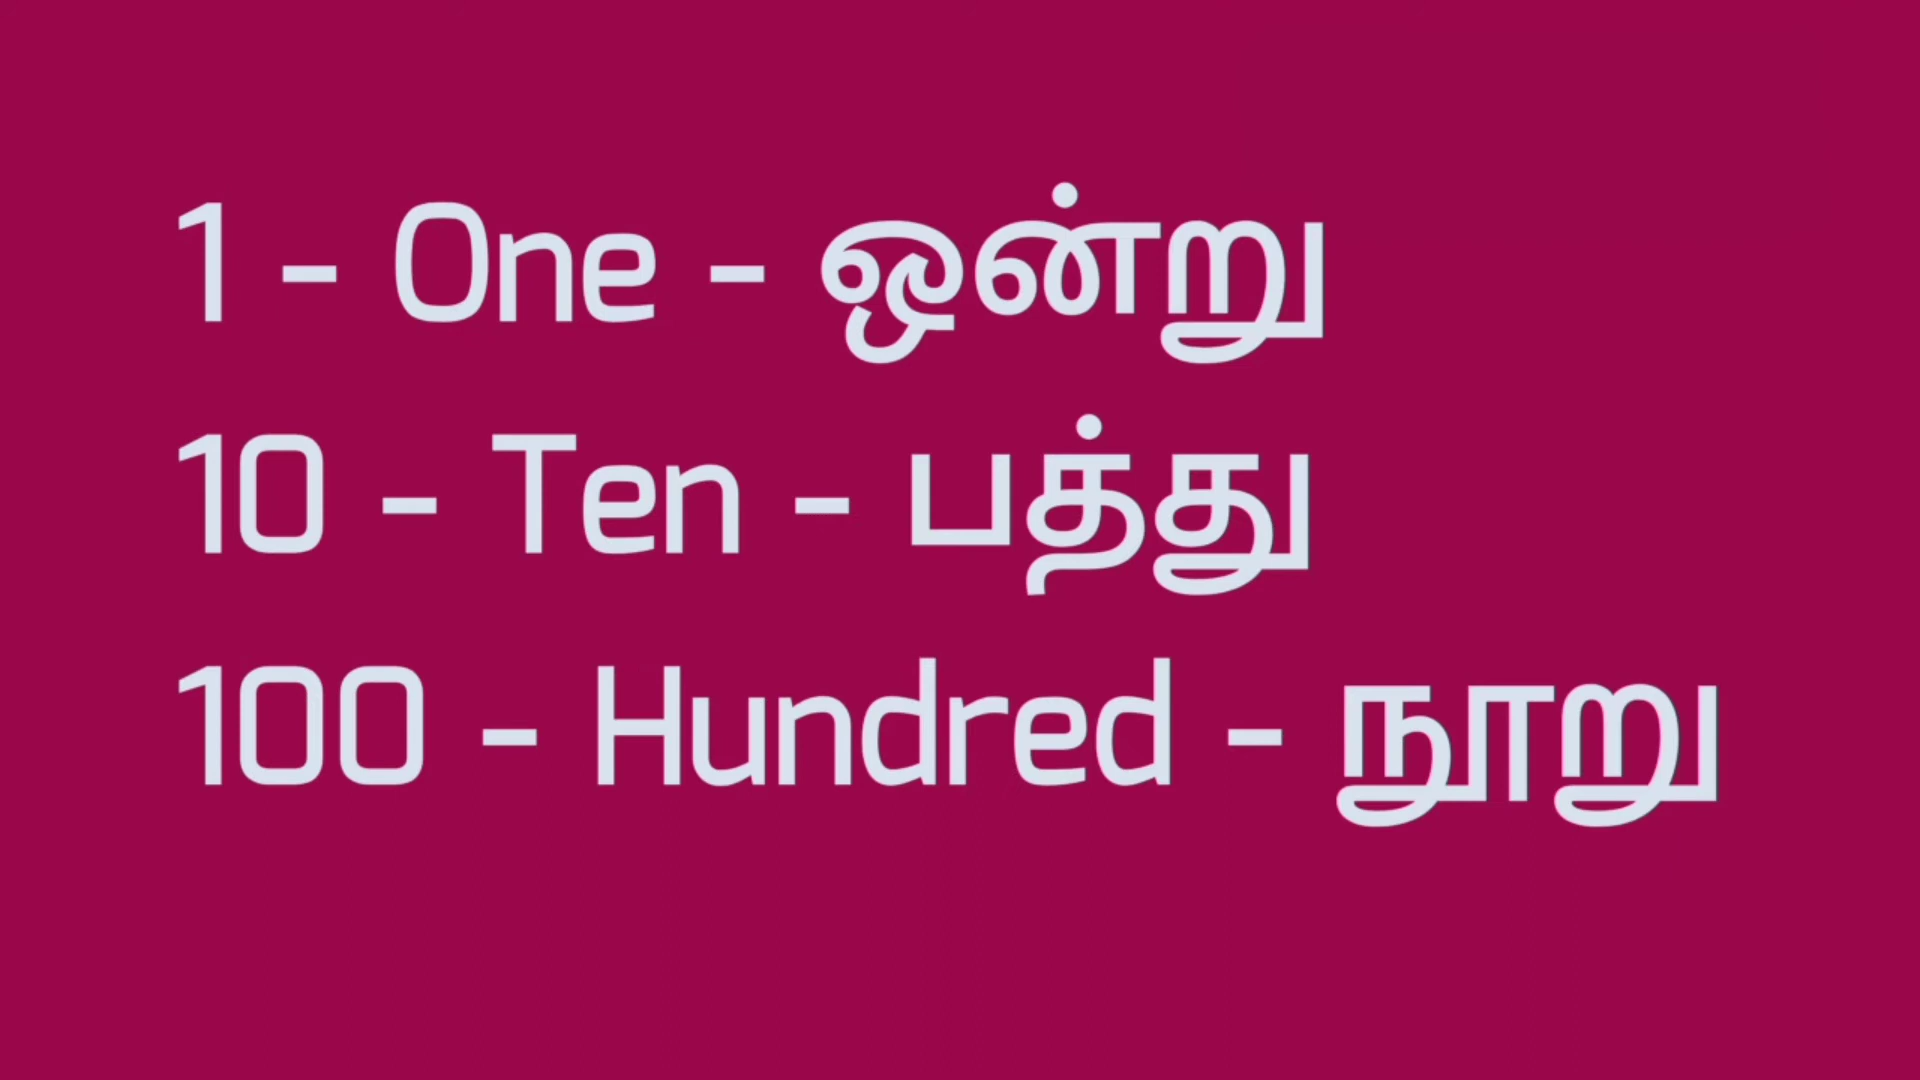 1 - One - ஒன்று
10 - Ten - பத்து
100 - Hundred - நூறு